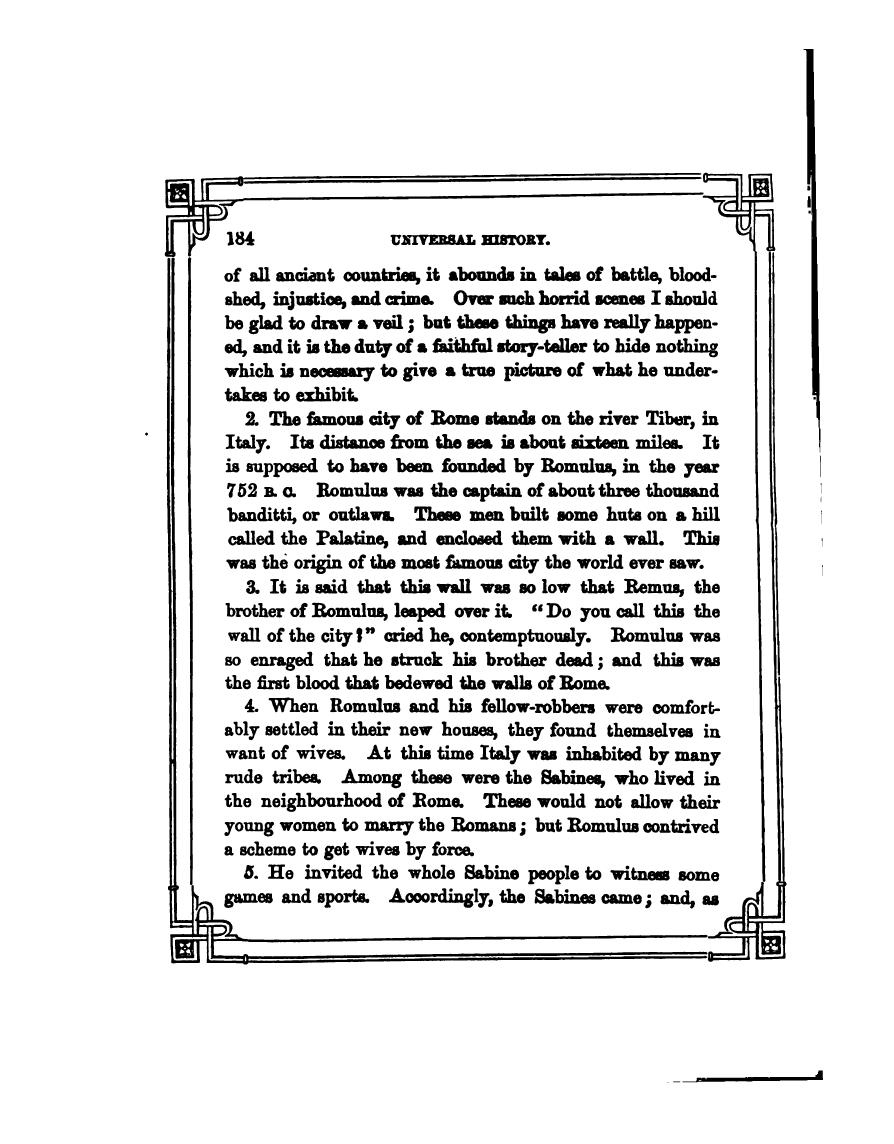 184 UNIVERSAL HISTORY.
of all ancient countries, it abounds in tales of battle, blood-
shed, injustice, and crime. Over such horrid scenes I should
be glad to draw a veil; but these things have really happen-
ed, and it is the duty of a faithful story-teller to hide nothing
which is necessary to give a true picture of what he under-
takes to exhibit.
2. The famous city of Rome stands on the river Tiber, in
Italy. Its distance from the sea is about sixteen miles. It
is supposed to have been founded by Romulus, in the year
752 B. C. Romulus was the captain of about three thousand
banditti, or outlaws. These men built some huts on a hill
called the Palatine, and enclosed them with a wall. This
was the origin of the most famous city the world ever saw.
3. It is said that this wall was so low that Remus, the
brother of Romulus, leaped over it. "Do you call this the
wall of the city?" cried he, contemptuously. Romulus was
so enraged that he struck his brother dead; and this was
the first blood that bedewed the walls of Rome.
4. When Romulus and his fellow-robbers were comfort-
ably settled in their new houses, they found themselves in
want of wives. At this time Italy was inhabited by many
rude tribes. Among these were the Sabines, who lived in
the neighbourhood of Rome. These would not allow their
young women to marry the Romans; but Romulus contrived
a scheme to get wives by force.
5. He invited the whole Sabine people to witness some
games and sports. Accordingly, the Sabines came; and, as